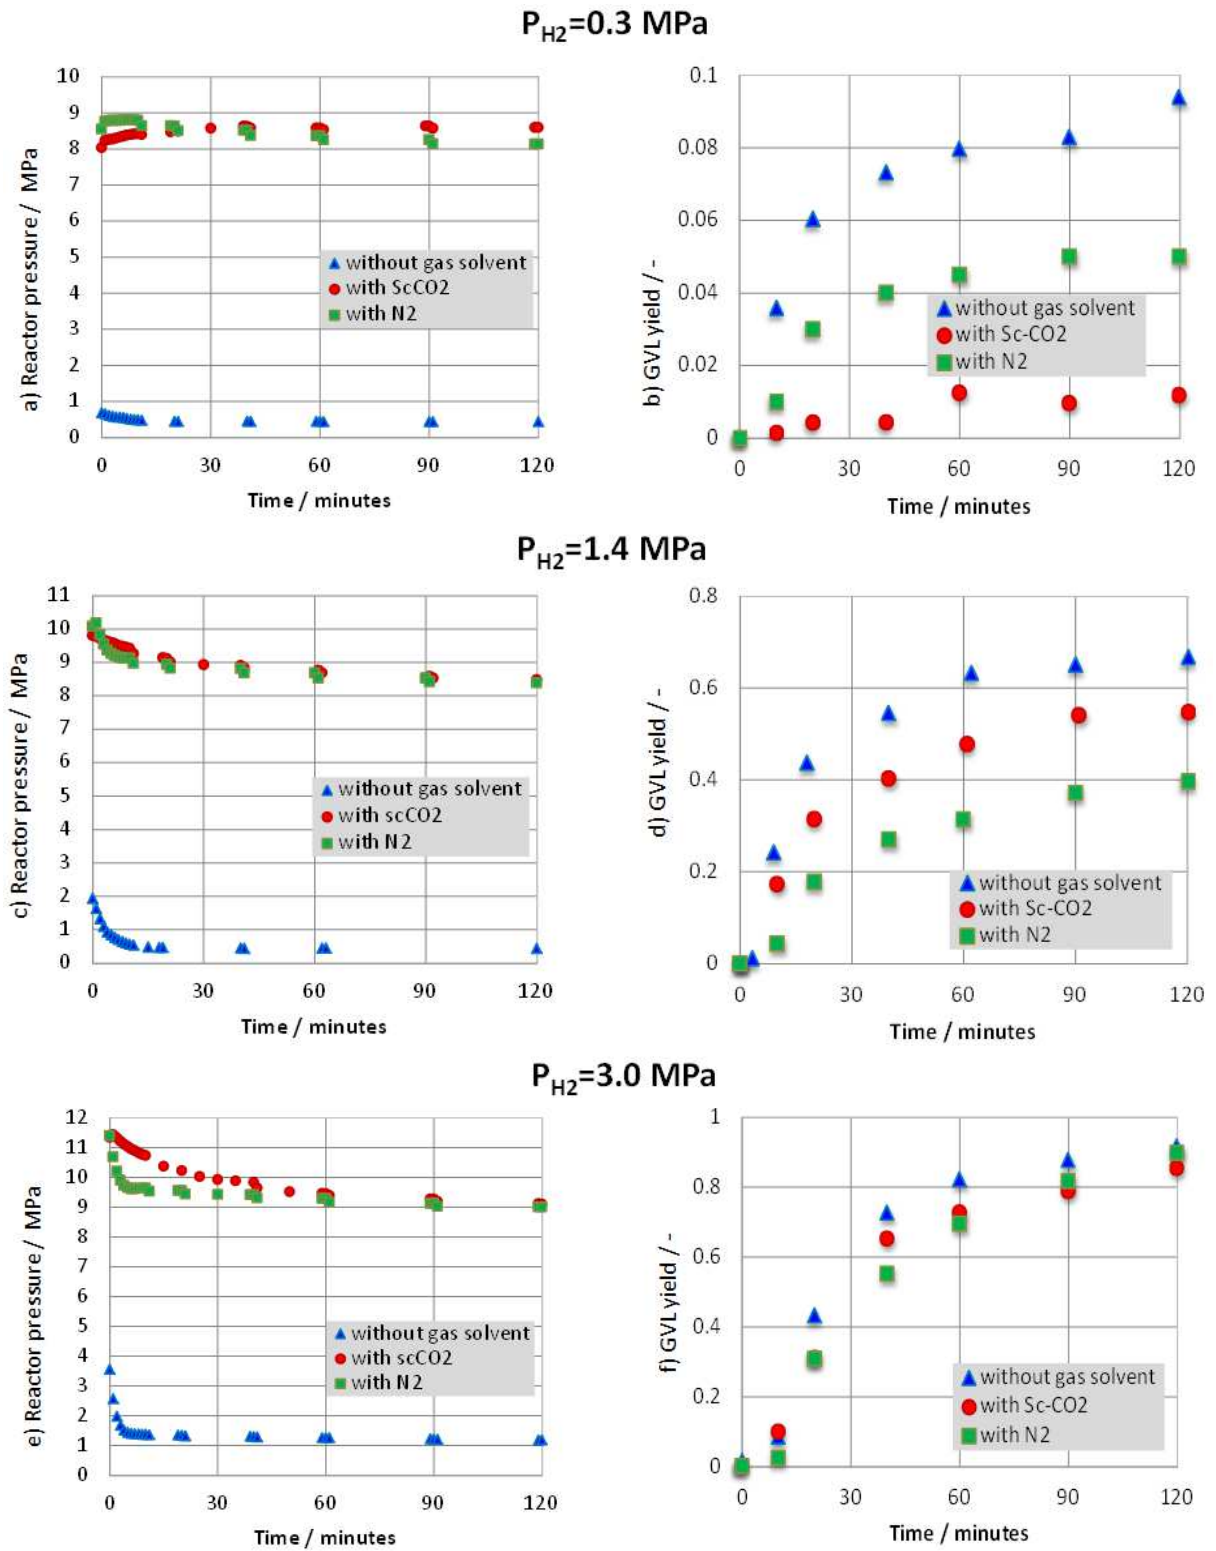 P_H2=0.3 MPa
a) Reactor pressure / MPa
10
9
8
7
6
5
4
3
2
1
0
without gas solvent
with ScCO2
with N2
0 30 60 90 120
Time / minutes
b) GVL yield / -
0.1
0.08
0.06
0.04
0.02
0
without gas solvent
with Sc-CO2
with N2
0 30 60 90 120
Time / minutes
P_H2=1.4 MPa
c) Reactor pressure / MPa
11
10
9
8
7
6
5
4
3
2
1
0
without gas solvent
with scCO2
with N2
0 30 60 90 120
Time / minutes
d) GVL yield / -
0.8
0.6
0.4
0.2
0
without gas solvent
with Sc-CO2
with N2
0 30 60 90 120
Time / minutes
P_H2=3.0 MPa
e) Reactor pressure / MPa
12
11
10
9
8
7
6
5
4
3
2
1
0
without gas solvent
with scCO2
with N2
0 30 60 90 120
Time / minutes
f) GVL yield / -
1
0.8
0.6
0.4
0.2
0
without gas solvent
with Sc-CO2
with N2
0 30 60 90 120
Time / minutes